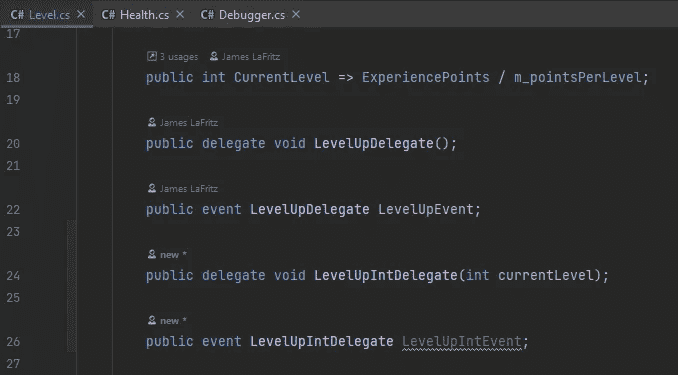 C# Level.cs × C# Health.cs × C# Debugger.cs ×
17
3 usages James LaFritz
18 public int CurrentLevel => ExperiencePoints / m_pointsPerLevel;
19
James LaFritz
20 public delegate void LevelUpDelegate();
21
James LaFritz
22 public event LevelUpDelegate LevelUpEvent;
23
new *
24 public delegate void LevelUpIntDelegate(int currentLevel);
25
new *
26 public event LevelUpIntDelegate LevelUpIntEvent;
27